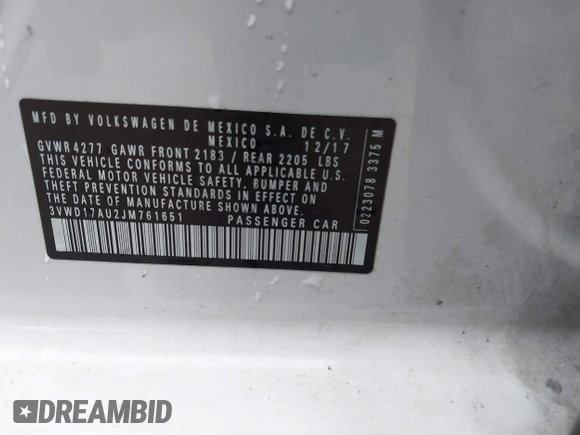 MFD BY VOLKSWAGEN DE MEXICO S.A. DE C.V.
MEXICO 12/17
GVWR 4277 GAWR FRONT 2183 / REAR 2205 LBS
THIS VEHICLE CONFORMS TO ALL APPLICABLE U.S.
FEDERAL MOTOR VEHICLE SAFETY, BUMPER AND
THEFT PREVENTION STANDARDS IN EFFECT ON
THE DATE OF MANUFACTURE SHOWN ABOVE.
3VWD17AU2JM761651 PASSENGER CAR
0223078 3375 M
DREAMBID